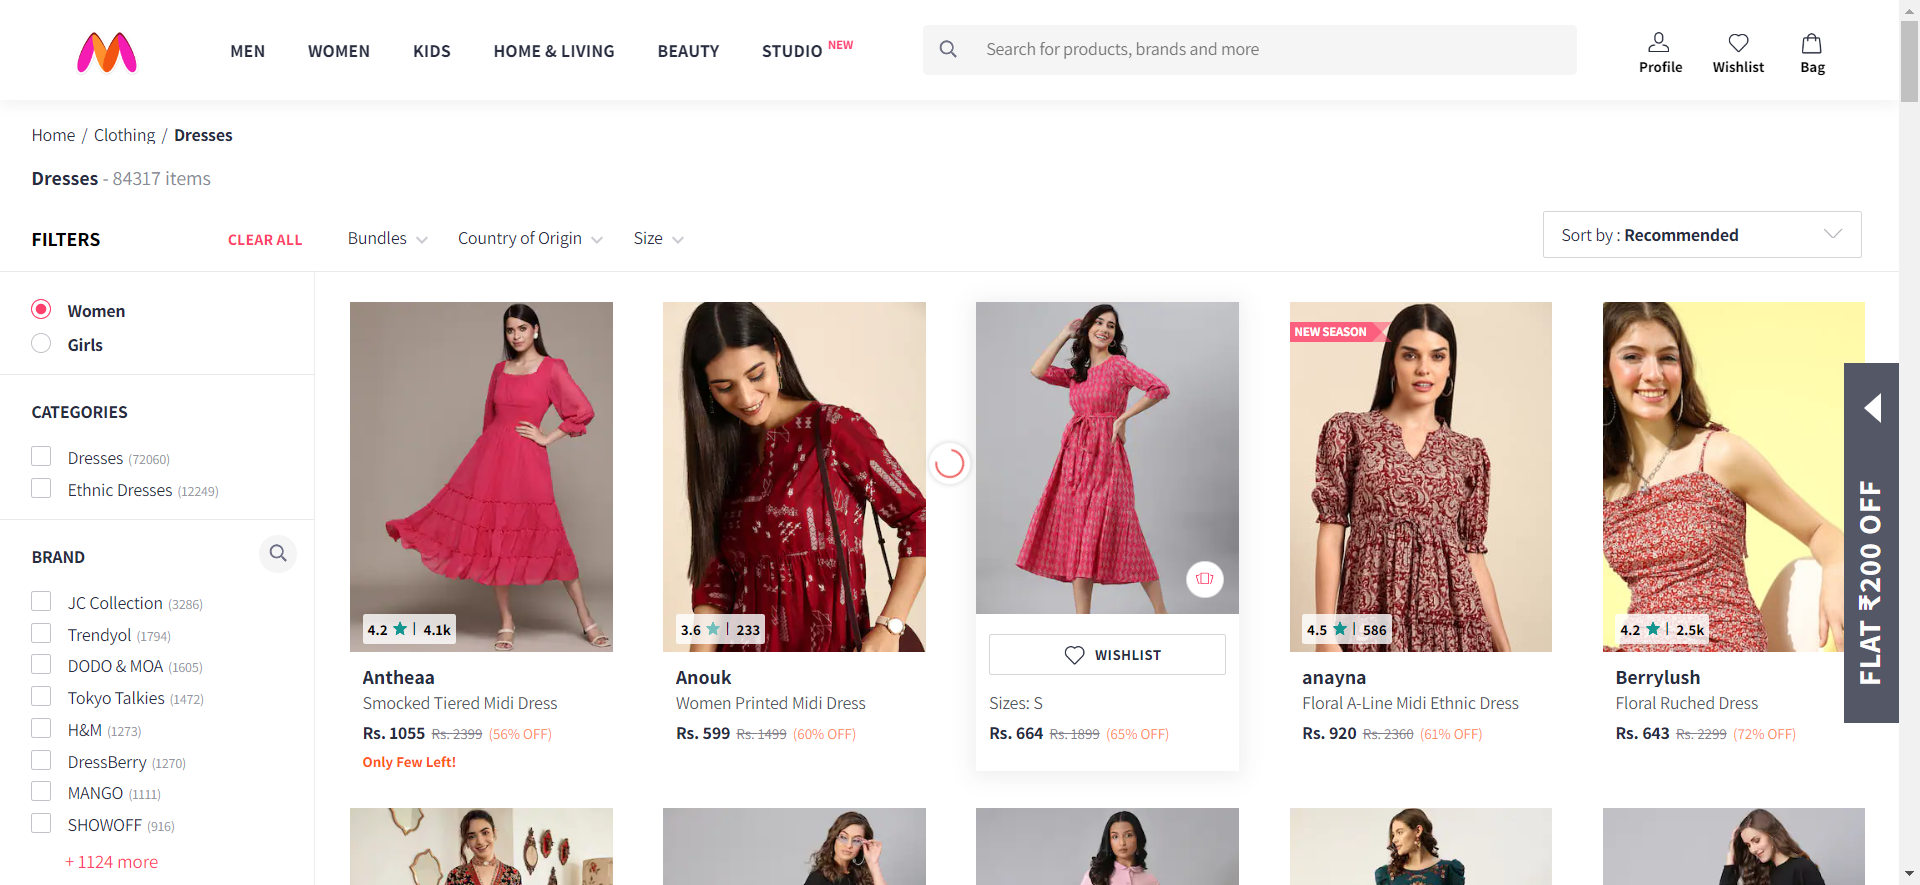 MEN WOMEN KIDS HOME & LIVING BEAUTY STUDIO NEW
Search for products, brands and more
Profile Wishlist Bag
Home / Clothing / Dresses
Dresses - 84317 items
FILTERS CLEAR ALL
Bundles Country of Origin Size
Sort by : Recommended
Women
Girls
CATEGORIES
Dresses (72060)
Ethnic Dresses (12249)
BRAND
JC Collection (3286)
Trendyol (1794)
DODO & MOA (1605)
Tokyo Talkies (1472)
H&M (1273)
DressBerry (1270)
MANGO (1111)
SHOWOFF (916)
+ 1124 more
4.2 | 4.1k
Antheaa
Smocked Tiered Midi Dress
Rs. 1055 Rs. 2399 (56% OFF)
Only Few Left!
3.6 | 233
Anouk
Women Printed Midi Dress
Rs. 599 Rs. 1499 (60% OFF)
WISHLIST
Sizes: S
Rs. 664 Rs. 1899 (65% OFF)
NEW SEASON
4.5 | 586
anayna
Floral A-Line Midi Ethnic Dress
Rs. 920 Rs. 2360 (61% OFF)
4.2 | 2.5k
Berrylush
Floral Ruched Dress
Rs. 643 Rs. 2299 (72% OFF)
FLAT ₹200 OFF